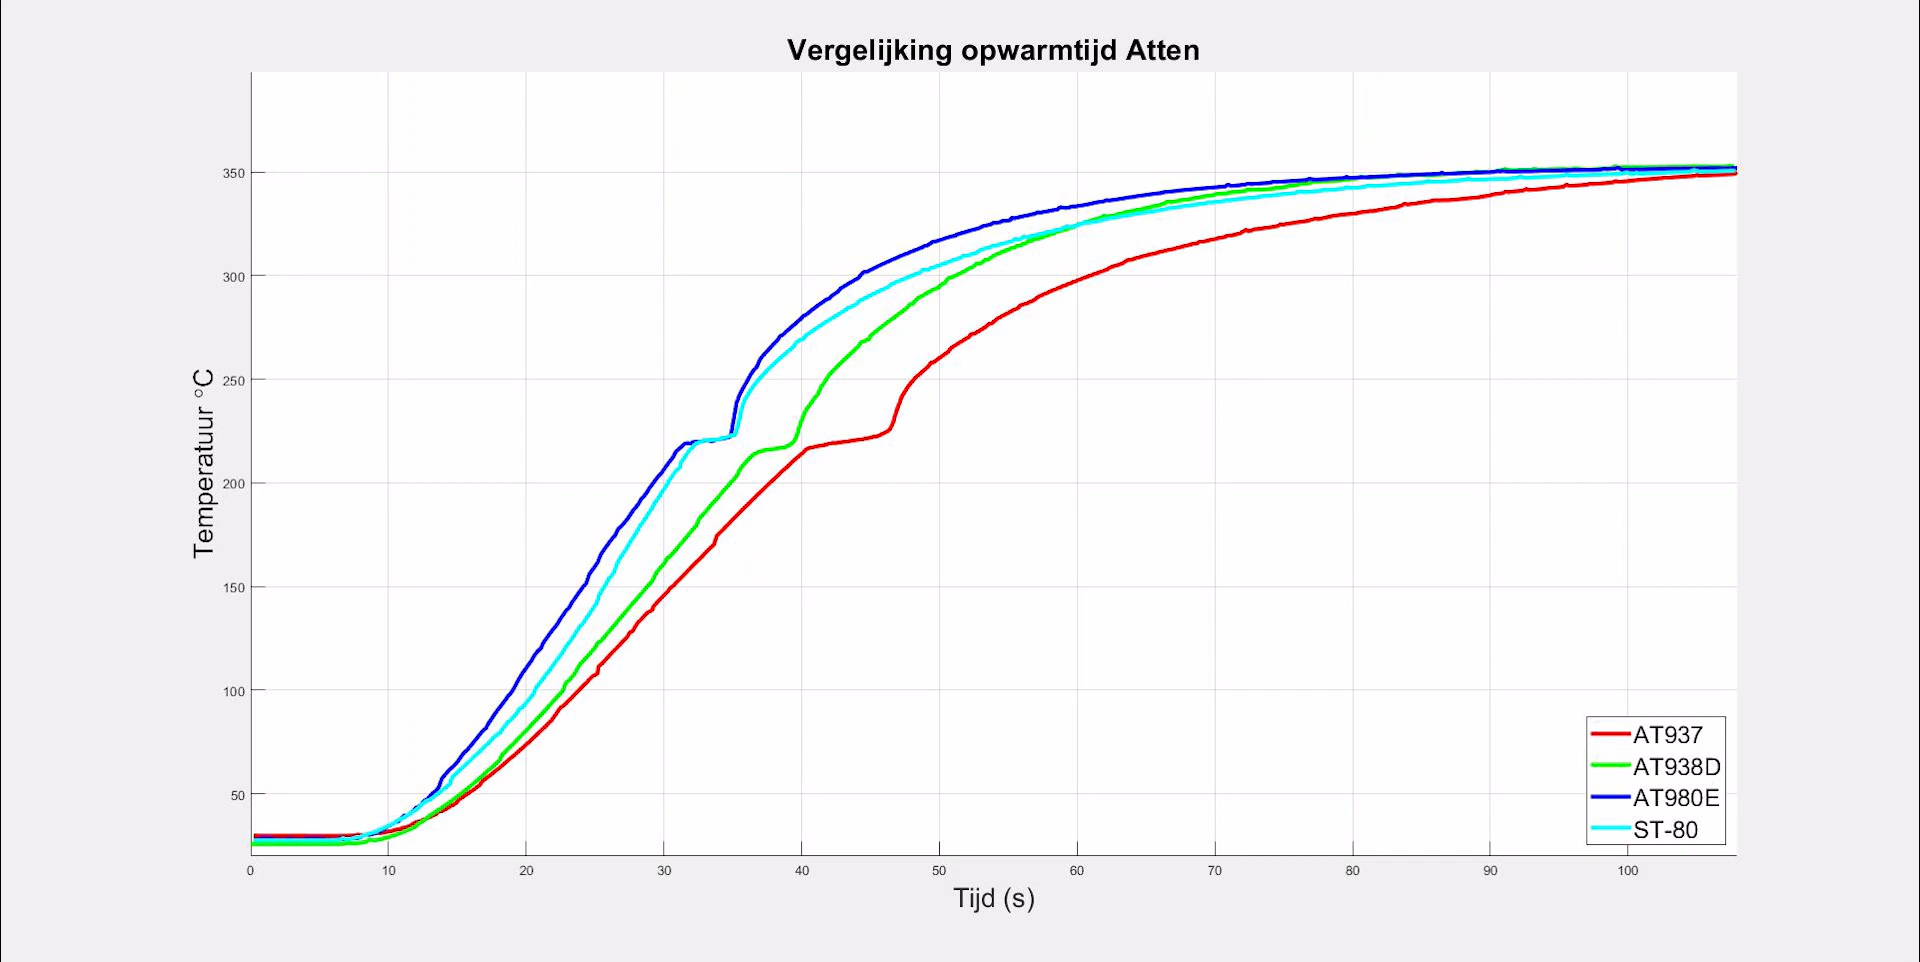 Vergelijking opwarmtijd Atten
Temperatuur °C
350
300
250
200
150
100
50
0 10 20 30 40 50 60 70 80 90 100
Tijd (s)
AT937
AT938D
AT980E
ST-80